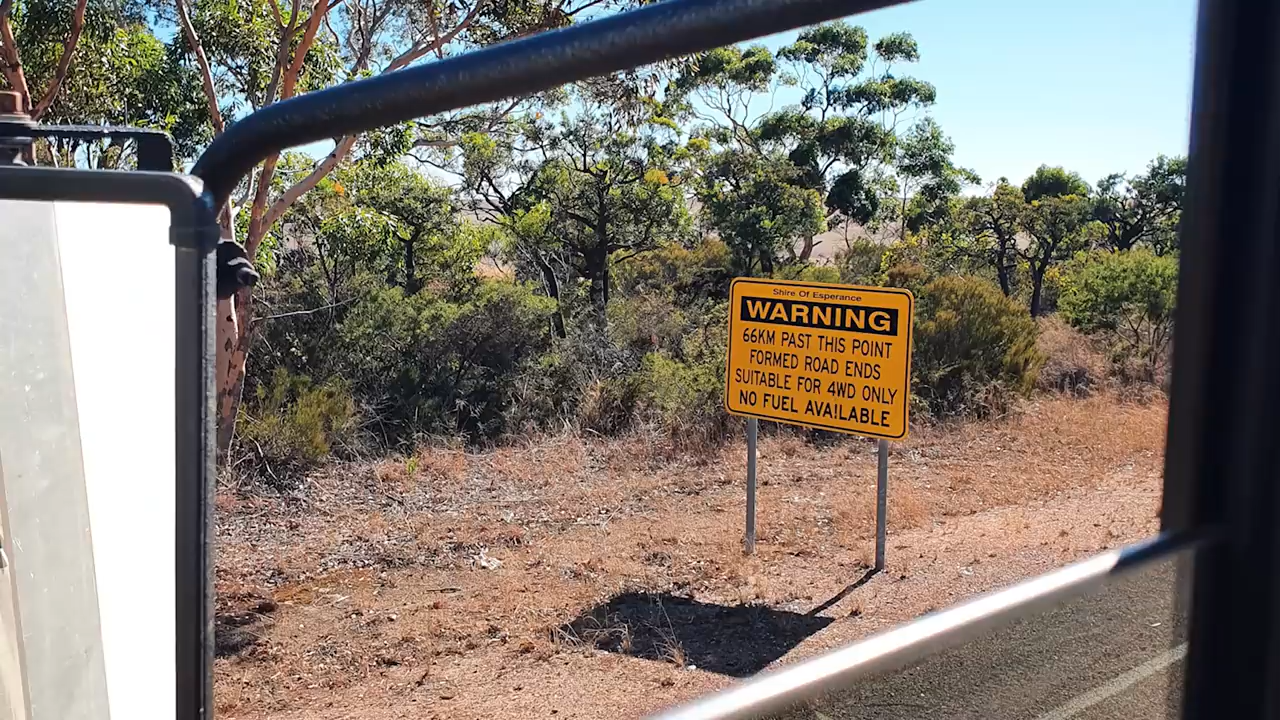 Shire Of Esperance
WARNING
66KM PAST THIS POINT
FORMED ROAD ENDS
SUITABLE FOR 4WD ONLY
NO FUEL AVAILABLE